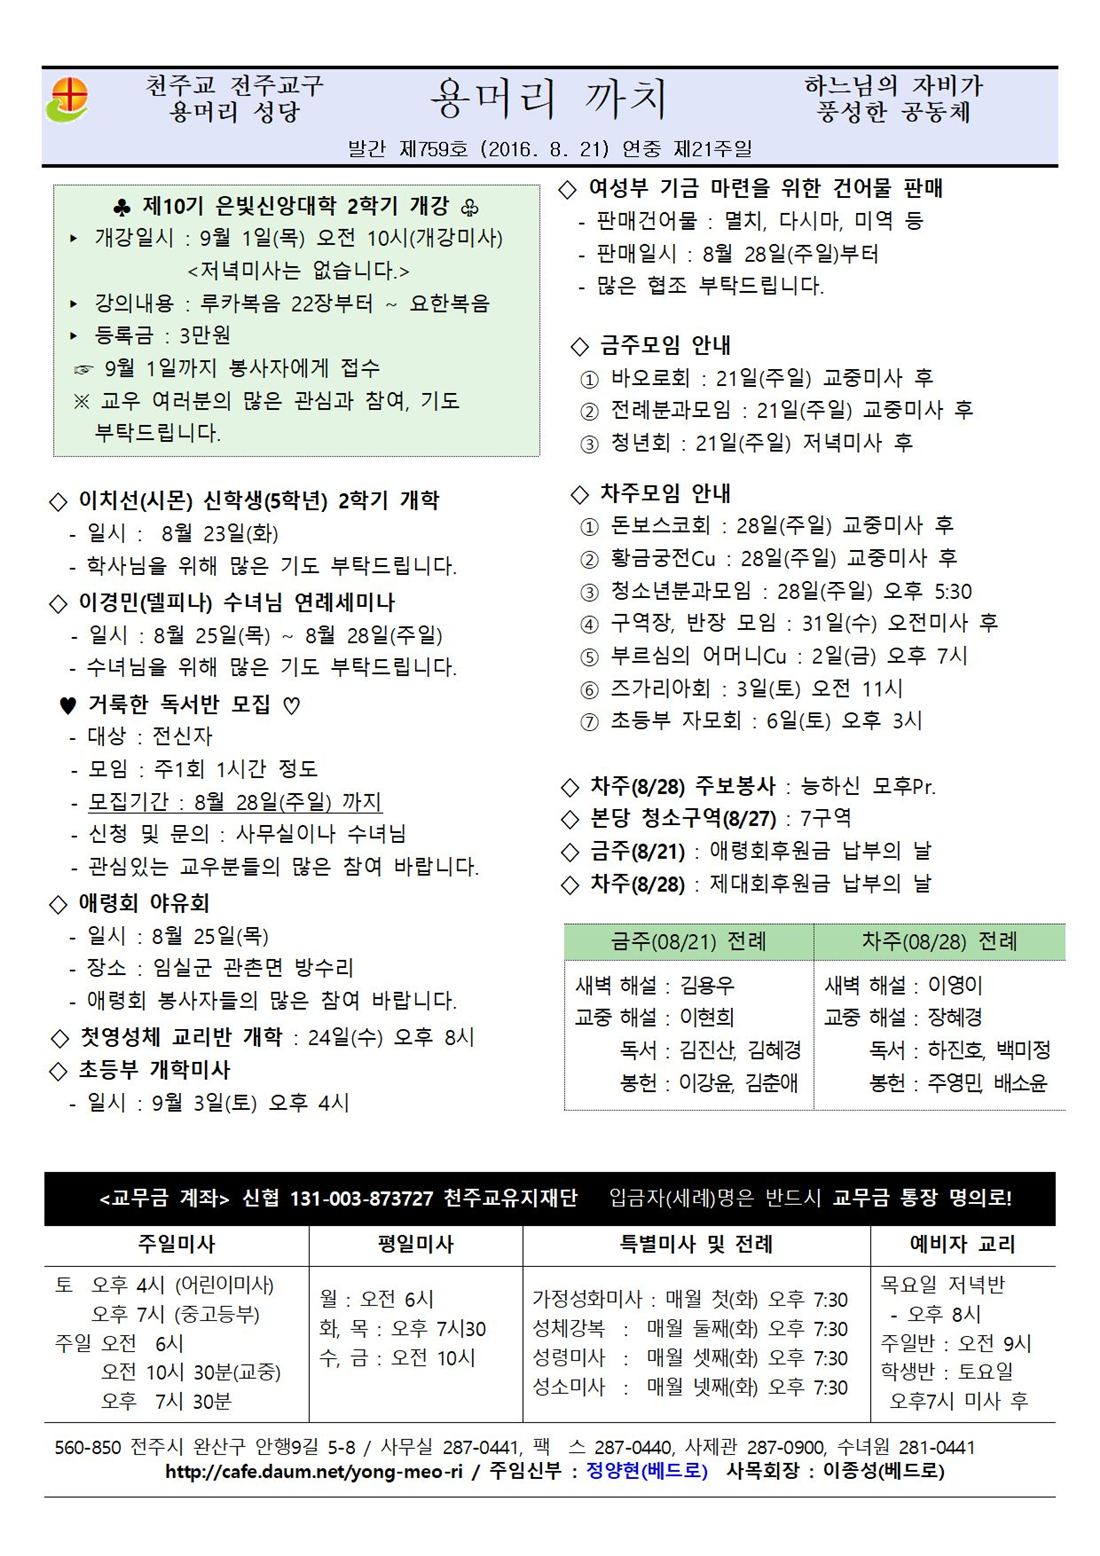 천주교 전주교구
용머리 성당
용머리 까치
하느님의 자비가
풍성한 공동체
발간 제759호 (2016. 8. 21) 연중 제21주일
♣ 제10기 은빛신앙대학 2학기 개강 ♧
▶ 개강일시 : 9월 1일(목) 오전 10시(개강미사)
<저녁미사는 없습니다.>
▶ 강의내용 : 루카복음 22장부터 ~ 요한복음
▶ 등록금 : 3만원
☞ 9월 1일까지 봉사자에게 접수
※ 교우 여러분의 많은 관심과 참여, 기도
부탁드립니다.
◇ 이치선(시몬) 신학생(5학년) 2학기 개학
- 일시 : 8월 23일(화)
- 학사님을 위해 많은 기도 부탁드립니다.
◇ 이경민(델피나) 수녀님 연례세미나
- 일시 : 8월 25일(목) ~ 8월 28일(주일)
- 수녀님을 위해 많은 기도 부탁드립니다.
♥ 거룩한 독서반 모집 ♡
- 대상 : 전신자
- 모임 : 주1회 1시간 정도
- 모집기간 : 8월 28일(주일) 까지
- 신청 및 문의 : 사무실이나 수녀님
- 관심있는 교우분들의 많은 참여 바랍니다.
◇ 애령회 야유회
- 일시 : 8월 25일(목)
- 장소 : 임실군 관촌면 방수리
- 애령회 봉사자들의 많은 참여 바랍니다.
◇ 첫영성체 교리반 개학 : 24일(수) 오후 8시
◇ 초등부 개학미사
- 일시 : 9월 3일(토) 오후 4시
◇ 여성부 기금 마련을 위한 건어물 판매
- 판매건어물 : 멸치, 다시마, 미역 등
- 판매일시 : 8월 28일(주일)부터
- 많은 협조 부탁드립니다.
◇ 금주모임 안내
① 바오로회 : 21일(주일) 교중미사 후
② 전례분과모임 : 21일(주일) 교중미사 후
③ 청년회 : 21일(주일) 저녁미사 후
◇ 차주모임 안내
① 돈보스코회 : 28일(주일) 교중미사 후
② 황금궁전Cu : 28일(주일) 교중미사 후
③ 청소년분과모임 : 28일(주일) 오후 5:30
④ 구역장, 반장 모임 : 31일(수) 오전미사 후
⑤ 부르심의 어머니Cu : 2일(금) 오후 7시
⑥ 즈가리아회 : 3일(토) 오전 11시
⑦ 초등부 자모회 : 6일(토) 오후 3시
◇ 차주(8/28) 주보봉사 : 능하신 모후Pr.
◇ 본당 청소구역(8/27) : 7구역
◇ 금주(8/21) : 애령회후원금 납부의 날
◇ 차주(8/28) : 제대회후원금 납부의 날
금주(08/21) 전례
새벽 해설 : 김용우
교중 해설 : 이현희
독서 : 김진산, 김혜경
봉헌 : 이강윤, 김춘애
차주(08/28) 전례
새벽 해설 : 이영이
교중 해설 : 장혜경
독서 : 하진호, 백미정
봉헌 : 주영민, 배소윤
<교무금 계좌> 신협 131-003-873727 천주교유지재단 입금자(세례)명은 반드시 교무금 통장 명의로!
주일미사
토 오후 4시 (어린이미사)
오후 7시 (중고등부)
주일 오전 6시
오전 10시 30분(교중)
오후 7시 30분
평일미사
월 : 오전 6시
화, 목 : 오후 7시30
수, 금 : 오전 10시
특별미사 및 전례
가정성화미사 : 매월 첫(화) 오후 7:30
성체강복 : 매월 둘째(화) 오후 7:30
성령미사 : 매월 셋째(화) 오후 7:30
성소미사 : 매월 넷째(화) 오후 7:30
예비자 교리
목요일 저녁반
- 오후 8시
주일반 : 오전 9시
학생반 : 토요일
오후7시 미사 후
560-850 전주시 완산구 안행9길 5-8 / 사무실 287-0441, 팩 스 287-0440, 사제관 287-0900, 수녀원 281-0441
http://cafe.daum.net/yong-meo-ri / 주임신부 : 정양현(베드로) 사목회장 : 이종성(베드로)